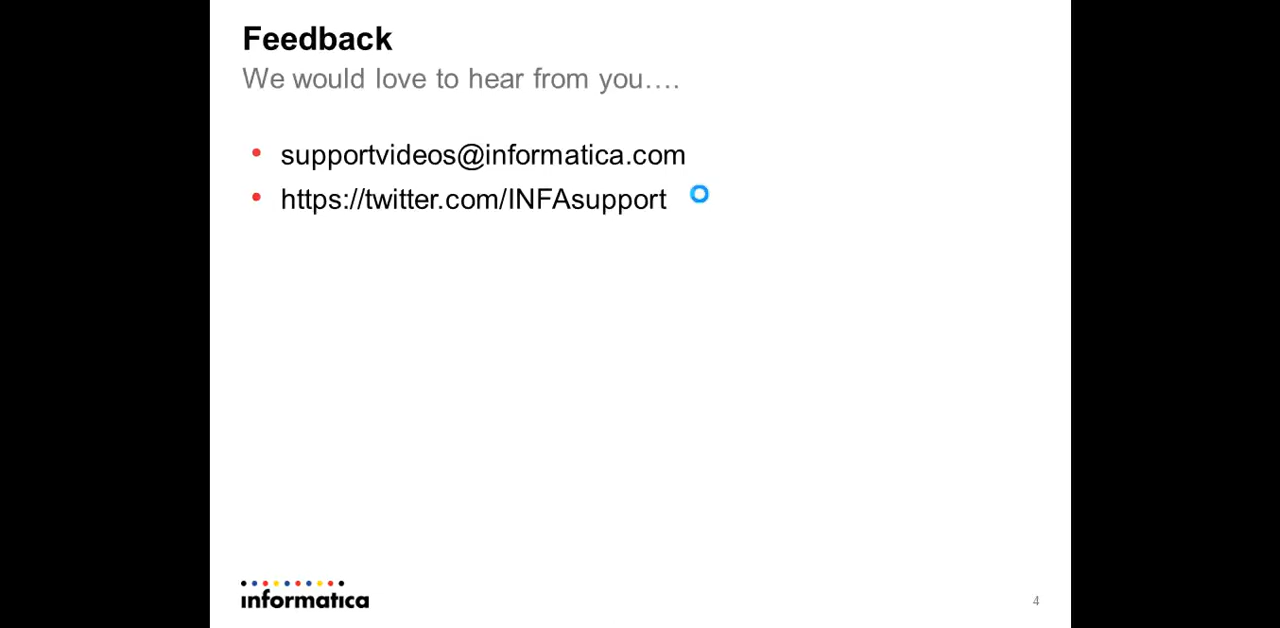 Feedback
We would love to hear from you....
• supportvideos@informatica.com
• https://twitter.com/INFAsupport
informatica
4